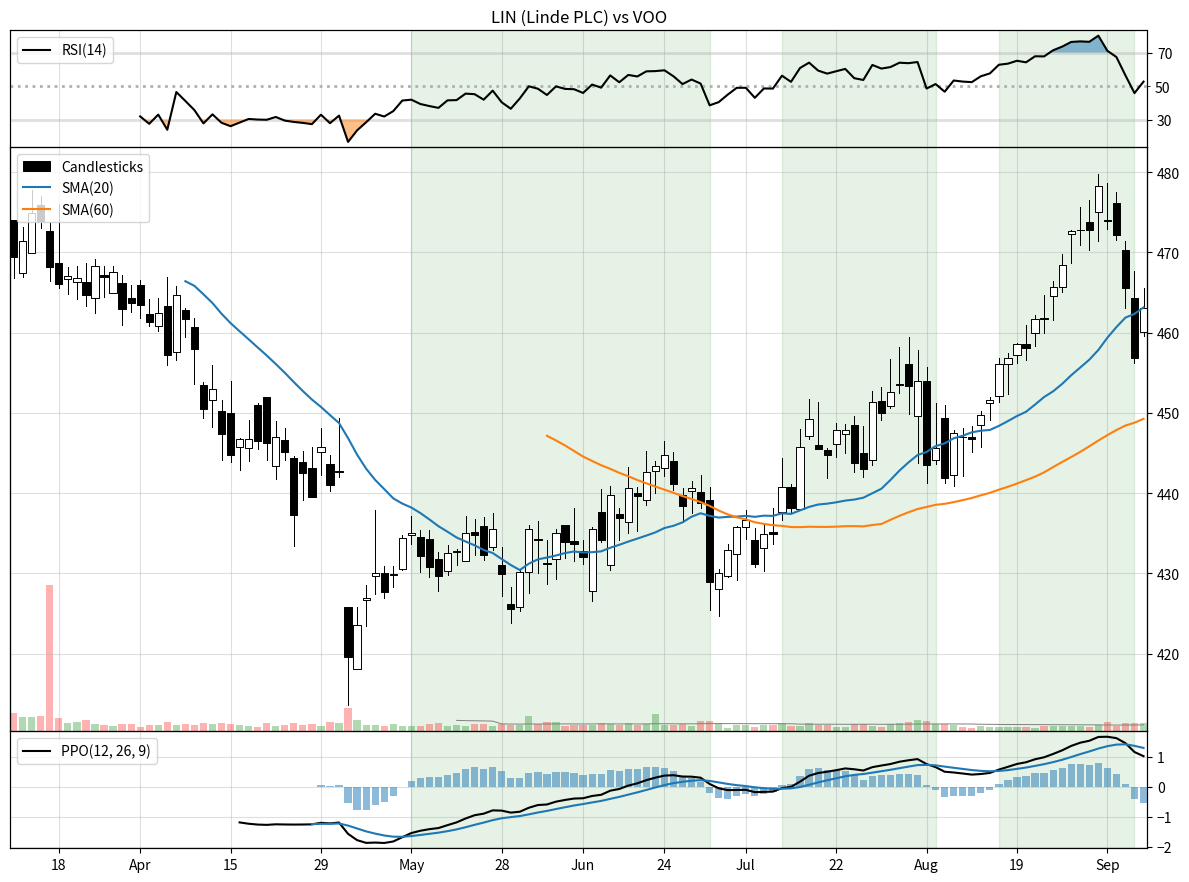 LIN (Linde PLC) vs VOO
RSI(14)
70
50
30
Candlesticks
SMA(20)
SMA(60)
480
470
460
450
440
430
420
PPO(12, 26, 9)
1
0
−1
−2
18 Apr 15 29 May 28 Jun 24 Jul 22 Aug 19 Sep